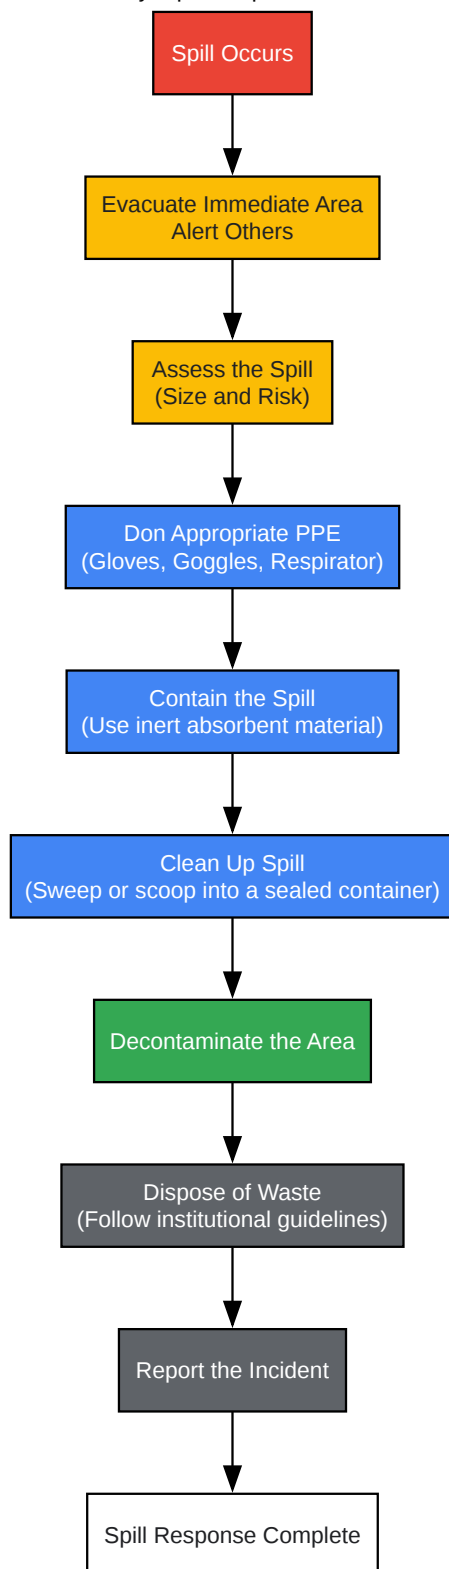 Spill Occurs
Evacuate Immediate Area
Alert Others
Assess the Spill
(Size and Risk)
Don Appropriate PPE
(Gloves, Goggles, Respirator)
Contain the Spill
(Use inert absorbent material)
Clean Up Spill
(Sweep or scoop into a sealed container)
Decontaminate the Area
Dispose of Waste
(Follow institutional guidelines)
Report the Incident
Spill Response Complete